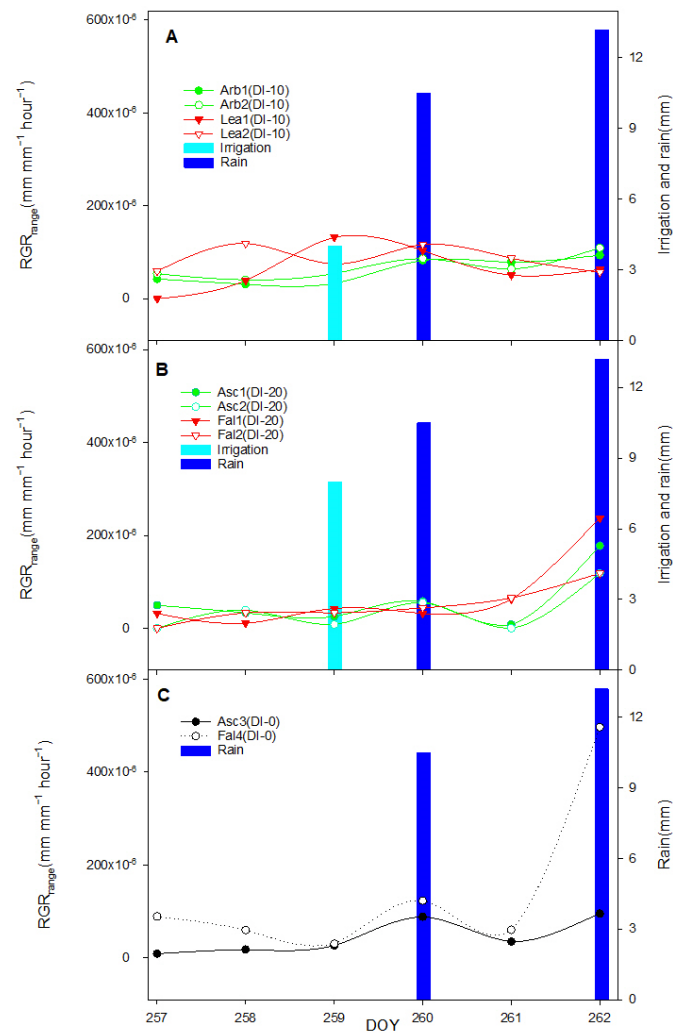 A
600x10⁻⁶
400x10⁻⁶
200x10⁻⁶
0
RGRrange(mm mm⁻¹ hour⁻¹)
Arb1(DI-10)
Arb2(DI-10)
Lea1(DI-10)
Lea2(DI-10)
Irrigation
Rain
12
9
6
3
0
Irrigation and rain(mm)
B
600x10⁻⁶
400x10⁻⁶
200x10⁻⁶
0
RGRrange(mm mm⁻¹ hour⁻¹)
Asc1(DI-20)
Asc2(DI-20)
Fal1(DI-20)
Fal2(DI-20)
Irrigation
Rain
12
9
6
3
0
Irrigation and rain(mm)
C
600x10⁻⁶
400x10⁻⁶
200x10⁻⁶
0
RGRrange(mm mm⁻¹ hour⁻¹)
Asc3(DI-0)
Fal4(DI-0)
Rain
12
9
6
3
0
Rain(mm)
257 258 259 260 261 262
DOY